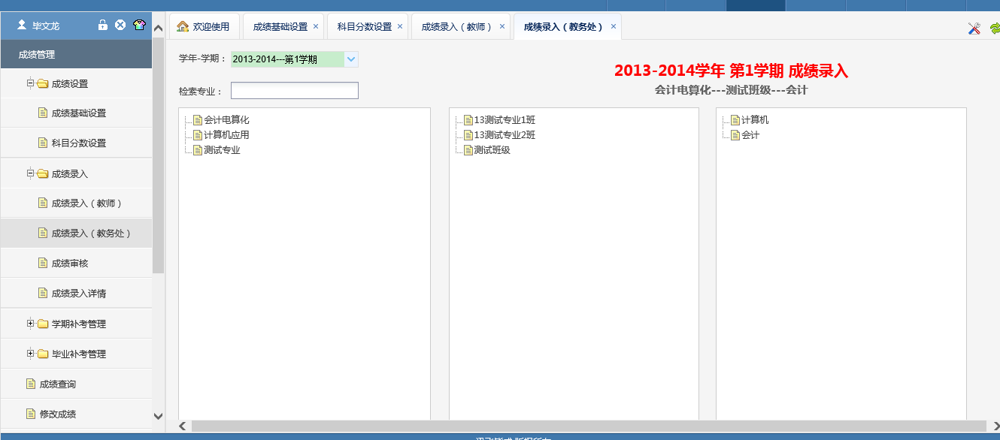 毕文龙
成绩管理
成绩设置
成绩基础设置
科目分数设置
成绩录入
成绩录入（教师）
成绩录入（教务处）
成绩审核
成绩录入详情
学期补考管理
毕业补考管理
成绩查询
修改成绩
欢迎使用 成绩基础设置 科目分数设置 成绩录入（教师） 成绩录入（教务处）
学年-学期： 2013-2014---第1学期
检索专业：
2013-2014学年 第1学期 成绩录入
会计电算化---测试班级---会计
会计电算化
计算机应用
测试专业
13测试专业1班
13测试专业2班
测试班级
计算机
会计